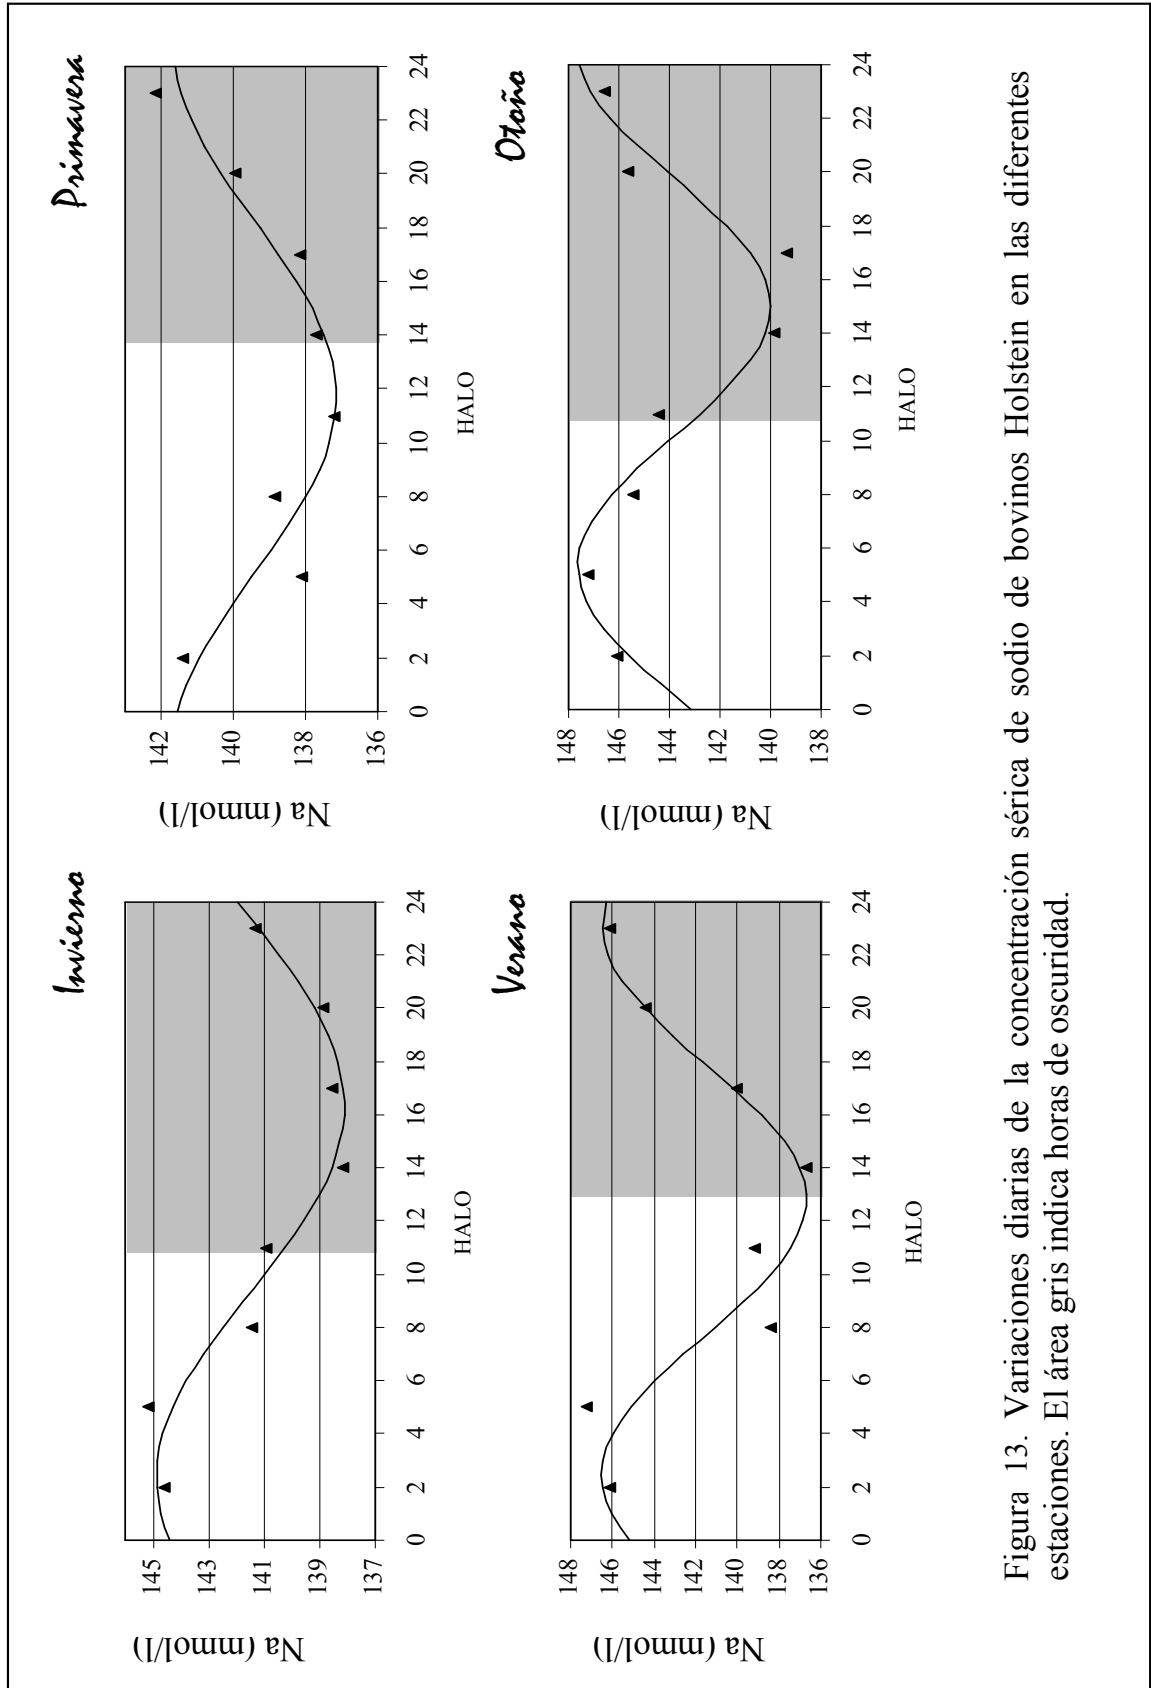 Invierno
Na (mmol/l)
145
143
141
139
137
0 2 4 6 8 10 12 14 16 18 20 22 24
HALO
Primavera
Na (mmol/l)
142
140
138
136
0 2 4 6 8 10 12 14 16 18 20 22 24
HALO
Verano
Na (mmol/l)
148
146
144
142
140
138
136
0 2 4 6 8 10 12 14 16 18 20 22 24
HALO
Otoño
Na (mmol/l)
148
146
144
142
140
138
0 2 4 6 8 10 12 14 16 18 20 22 24
HALO
Figura 13. Variaciones diarias de la concentración sérica de sodio de bovinos Holstein en las diferentes
estaciones. El área gris indica horas de oscuridad.